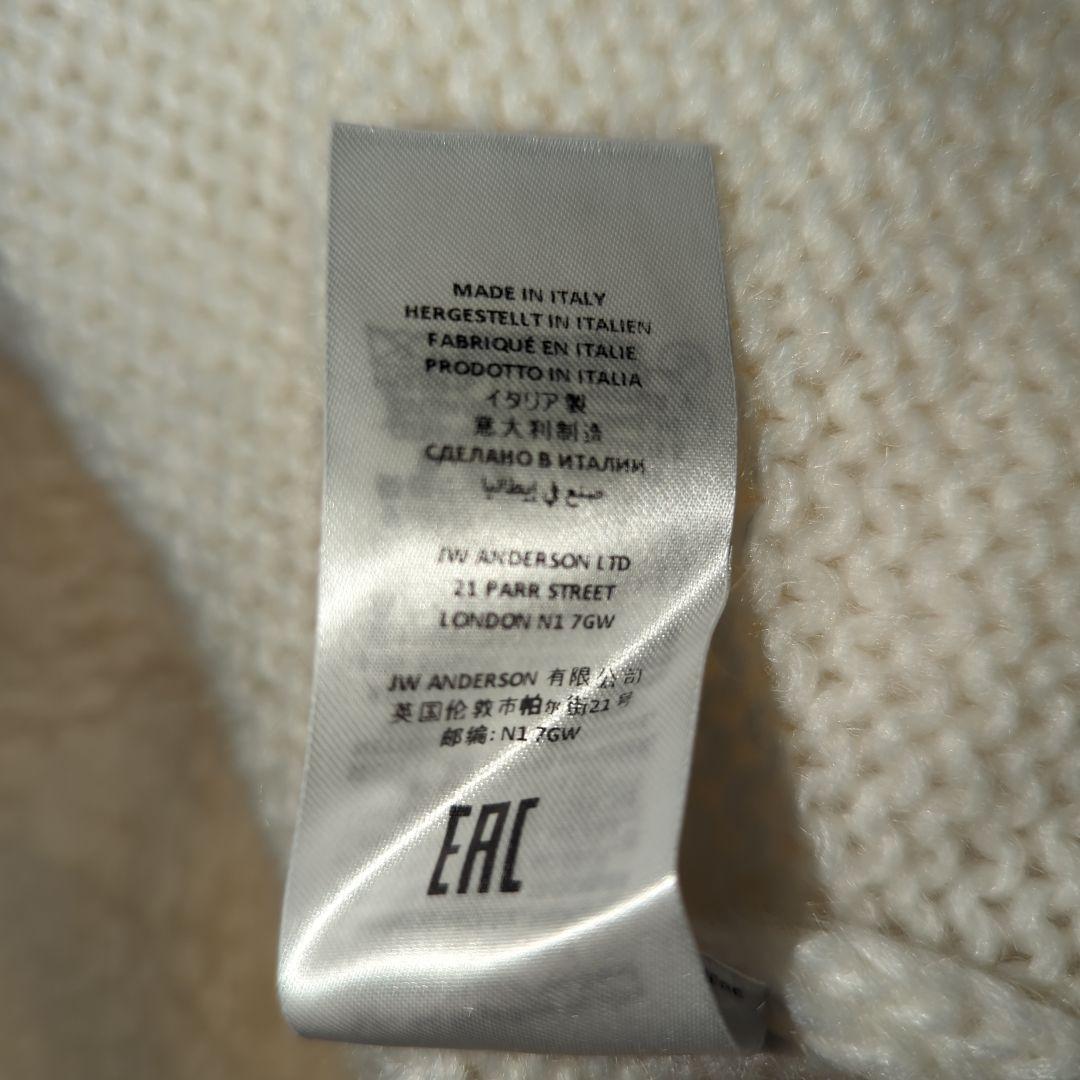 MADE IN ITALY
HERGESTELLT IN ITALIEN
FABRIQUÉ EN ITALIE
PRODOTTO IN ITALIA
イタリア製
意大利制造
СДЕЛАНО В ИТАЛИИ
صنع في إيطاليا
JW ANDERSON LTD
21 PARR STREET
LONDON N1 7GW
JW ANDERSON 有限公司
英国伦敦市帕尔街21号
邮编: N1 7GW
EAC